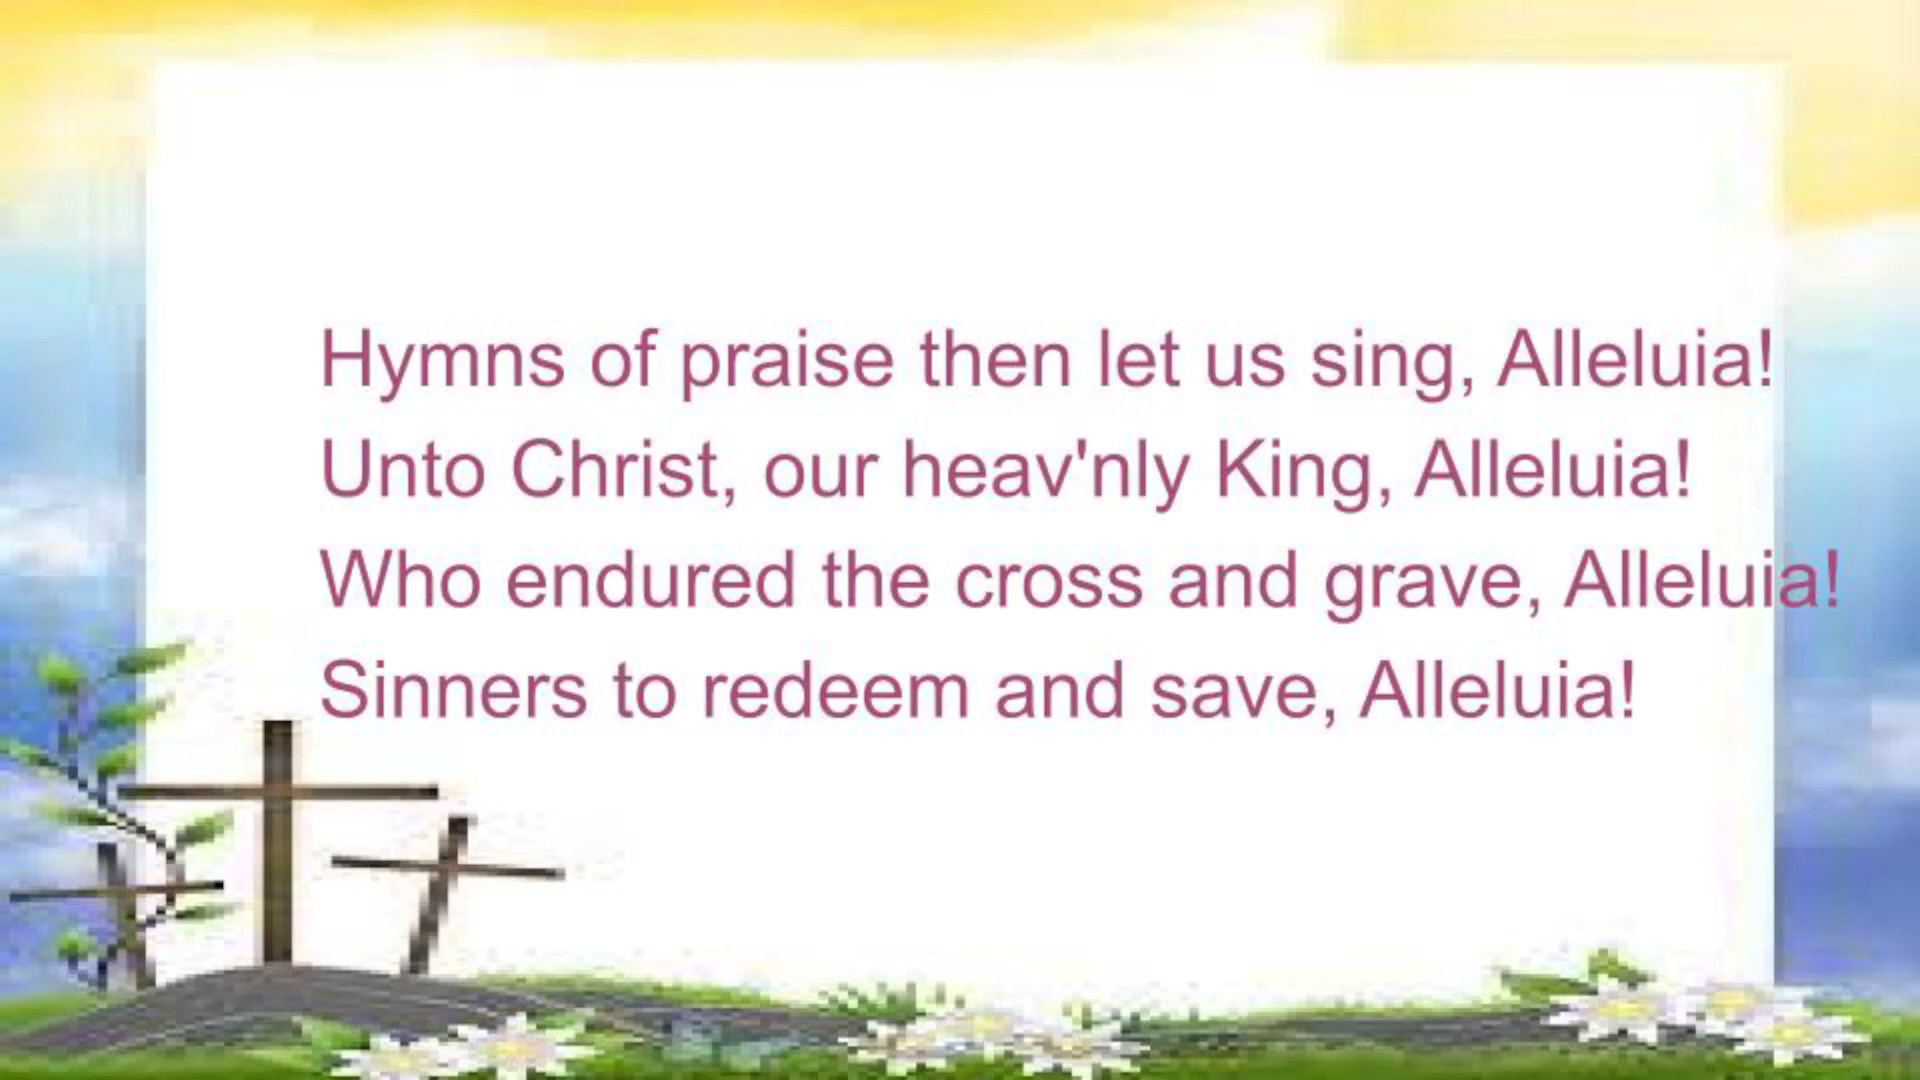 Hymns of praise then let us sing, Alleluia!
Unto Christ, our heav'nly King, Alleluia!
Who endured the cross and grave, Alleluia!
Sinners to redeem and save, Alleluia!